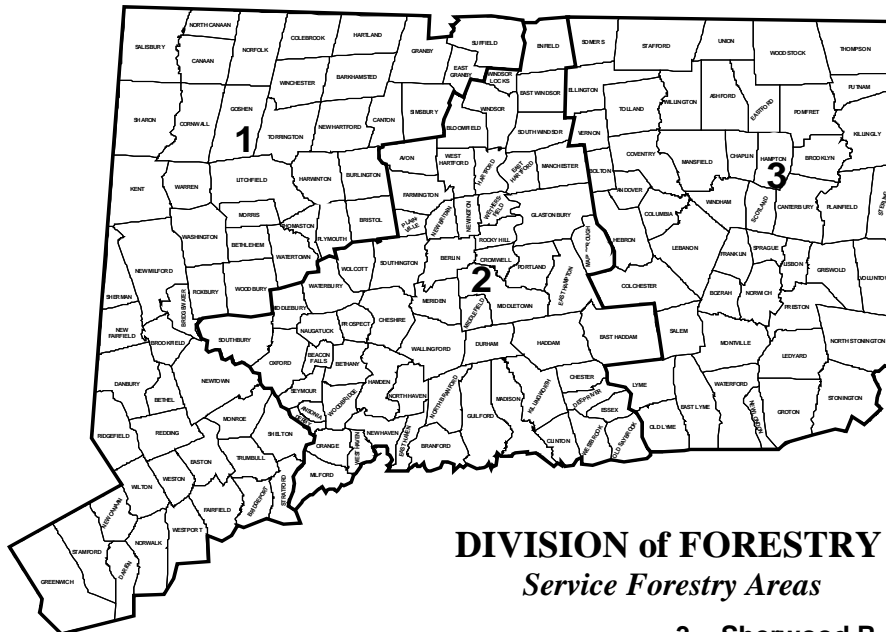 NORTH CANAAN
SALISBURY
CANAAN
NORFOLK
COLEBROOK
HARTLAND
GRANBY
SUFFIELD
ENFIELD
SOMERS
STAFFORD
UNION
WOODSTOCK
THOMPSON
EAST GRANBY
WINDSOR LOCKS
EAST WINDSOR
ELLINGTON
WINCHESTER
BARKHAMSTED
PUTNAM
SHARON
CORNWALL
GOSHEN
TORRINGTON
NEW HARTFORD
CANTON
SIMSBURY
BLOOMFIELD
WINDSOR
SOUTH WINDSOR
VERNON
TOLLAND
WILLINGTON
ASHFORD
EASTFORD
POMFRET
KILLINGLY
1
AVON
WEST HARTFORD
HARTFORD
EAST HARTFORD
MANCHESTER
BOLTON
COVENTRY
MANSFIELD
CHAPLIN
HAMPTON
BROOKLYN
3
KENT
WARREN
LITCHFIELD
HARWINTON
BURLINGTON
FARMINGTON
NEWINGTON
WETHERSFIELD
GLASTONBURY
ANDOVER
COLUMBIA
WINDHAM
SCOTLAND
CANTERBURY
PLAINFIELD
MORRIS
BRISTOL
PLAINVILLE
NEW BRITAIN
ROCKY HILL
HEBRON
LEBANON
WASHINGTON
BETHLEHEM
WATERTOWN
THOMASTON
PLYMOUTH
WOLCOTT
SOUTHINGTON
BERLIN
CROMWELL
PORTLAND
EAST HAMPTON
FRANKLIN
SPRAGUE
LISBON
GRISWOLD
NEW MILFORD
SHERMAN
ROXBURY
WOODBURY
WATERBURY
2
MERIDEN
MIDDLEFIELD
MIDDLETOWN
COLCHESTER
BOZRAH
NORWICH
PRESTON
BRIDGEWATER
MIDDLEBURY
NAUGATUCK
PROSPECT
CHESHIRE
NEW FAIRFIELD
BROOKFIELD
SOUTHBURY
OXFORD
BEACON FALLS
BETHANY
WALLINGFORD
DURHAM
HADDAM
EAST HADDAM
SALEM
MONTVILLE
LEDYARD
NORTH STONINGTON
DANBURY
BETHEL
NEWTOWN
SEYMOUR
ANSONIA
DERBY
WOODBRIDGE
HAMDEN
NORTH HAVEN
NORTH BRANFORD
GUILFORD
MADISON
KILLINGWORTH
CHESTER
DEEP RIVER
ESSEX
LYME
EAST LYME
WATERFORD
NEW LONDON
GROTON
STONINGTON
RIDGEFIELD
REDDING
MONROE
SHELTON
ORANGE
WEST HAVEN
NEW HAVEN
EAST HAVEN
BRANFORD
CLINTON
WESTBROOK
OLD SAYBROOK
OLD LYME
WILTON
WESTON
EASTON
TRUMBULL
STRATFORD
MILFORD
NEW CANAAN
FAIRFIELD
BRIDGEPORT
GREENWICH
STAMFORD
DARIEN
NORWALK
WESTPORT
DIVISION of FORESTRY
Service Forestry Areas